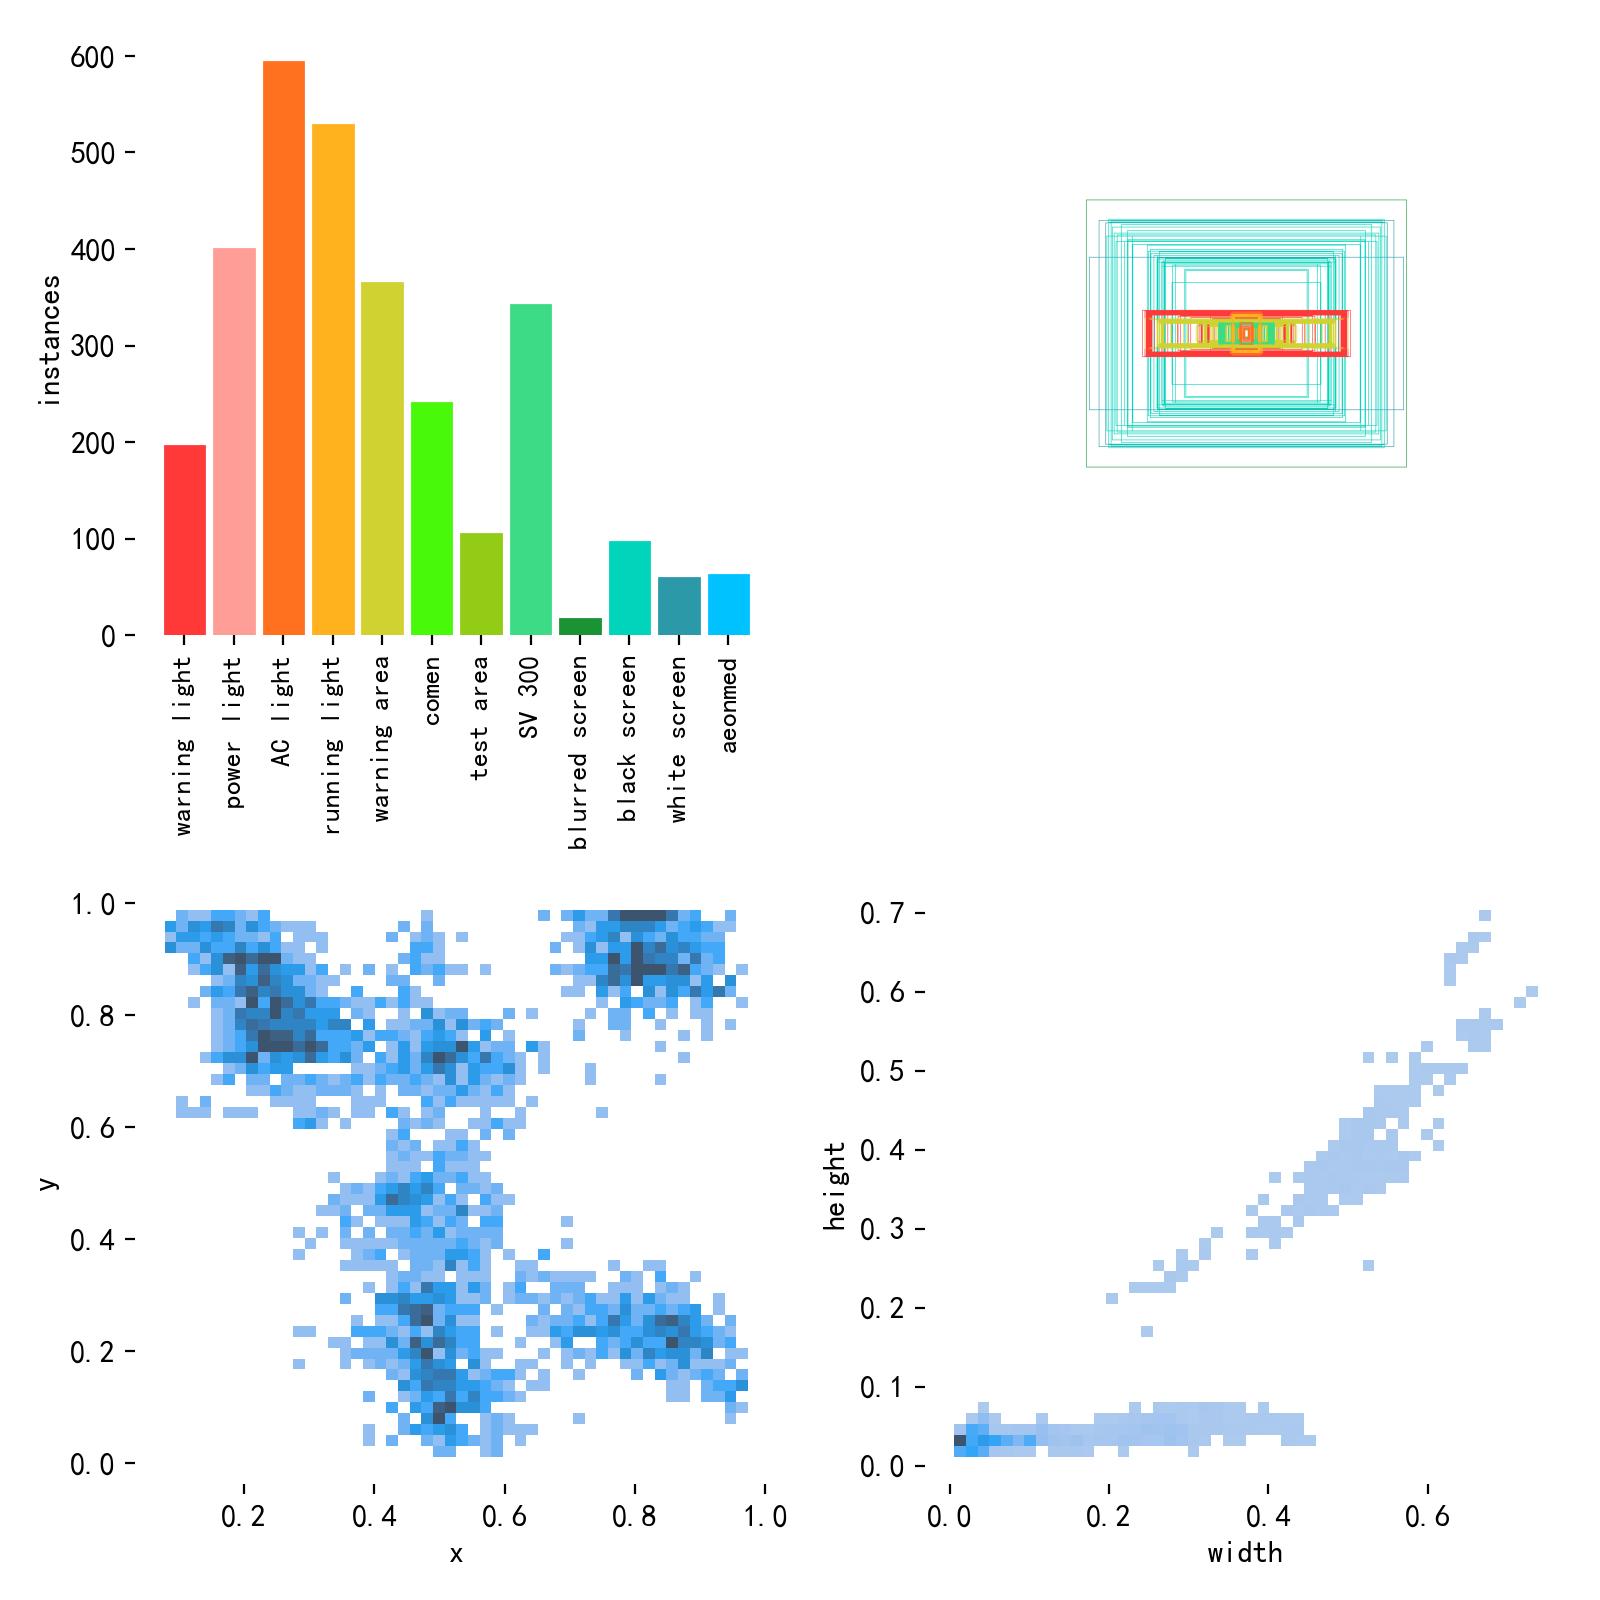 600
500
400
300
200
100
0
instances
warning light
power light
AC light
running light
warning area
comen
test area
SV 300
blurred screen
black screen
white screen
aeonmed
1.0
0.8
0.6
0.4
0.2
0.0
y
0.2
0.4
0.6
0.8
1.0
x
0.7
0.6
0.5
0.4
0.3
0.2
0.1
0.0
height
0.0
0.2
0.4
0.6
width